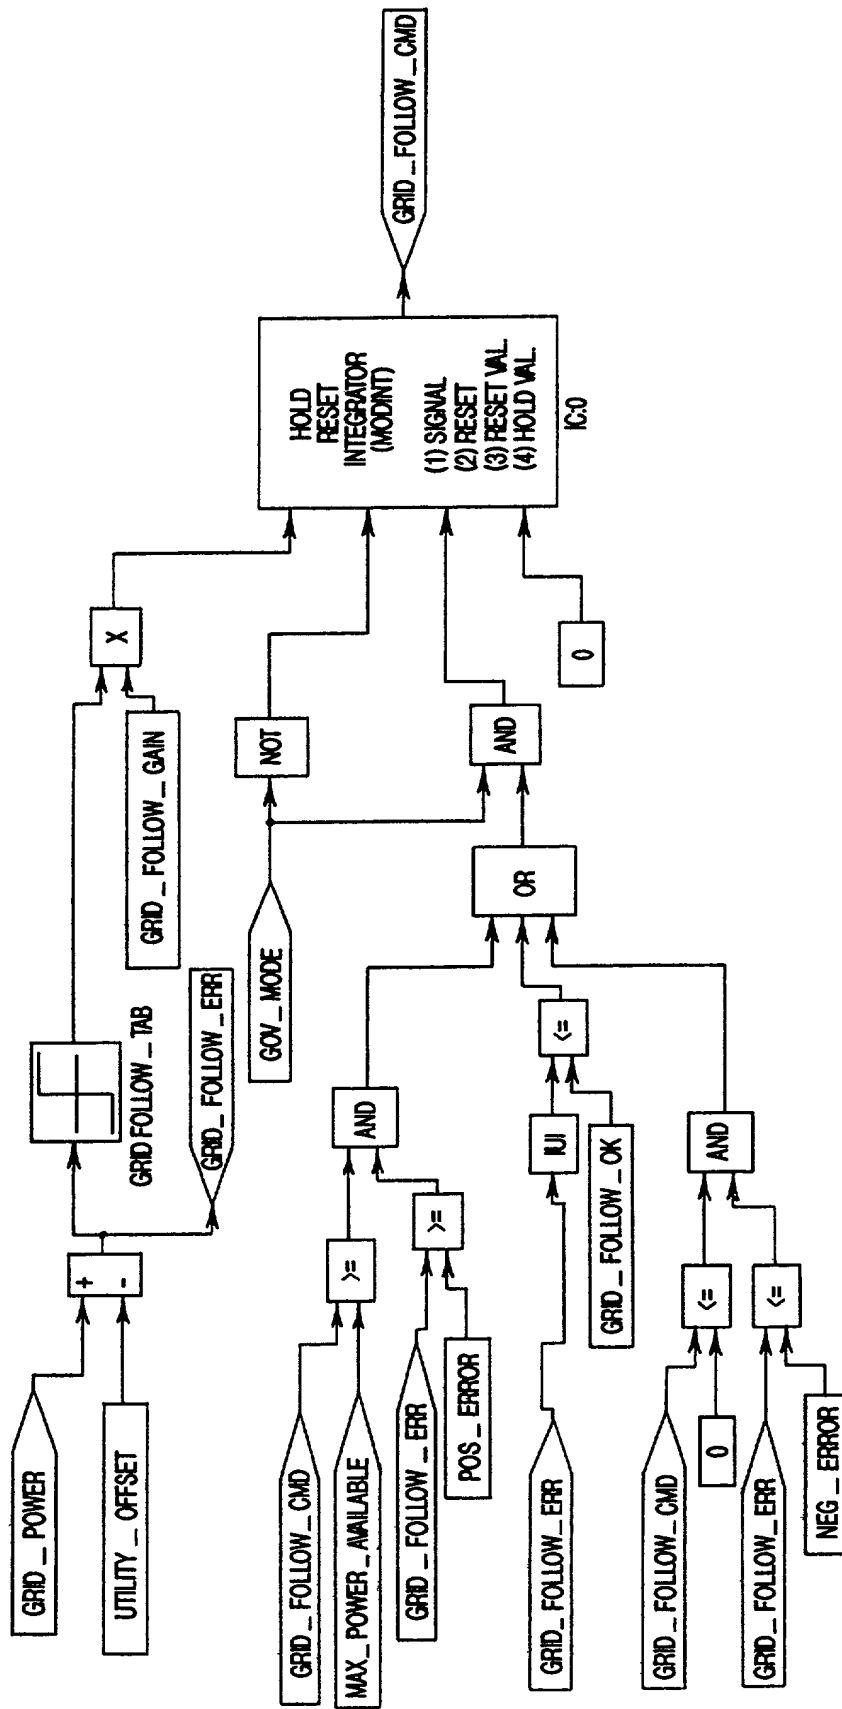 GRID_POWER
UTILITY_OFFSET
+
-
GRID FOLLOW_TAB
GRID_FOLLOW_ERR
GRID_FOLLOW_GAIN
X
GOV_MODE
NOT
GRID_FOLLOW_CMD
MAX_POWER_AVAILABLE
>=
GRID_FOLLOW_ERR
POS_ERROR
>=
AND
GRID_FOLLOW_ERR
IUI
GRID_FOLLOW_OK
<=
GRID_FOLLOW_CMD
0
<=
GRID_FOLLOW_ERR
NEG_ERROR
<=
AND
OR
AND
0
HOLD
RESET
INTEGRATOR
(MODINT)
(1) SIGNAL
(2) RESET
(3) RESET VAL.
(4) HOLD VAL.
IC:0
GRID_FOLLOW_CMD